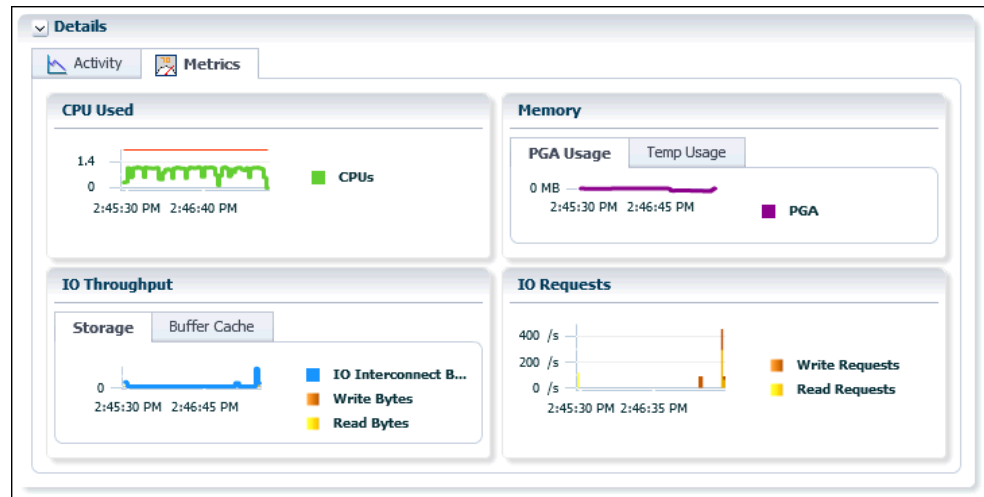 Details
Activity
Metrics
CPU Used
1.4
0
2:45:30 PM 2:46:40 PM
CPUs
Memory
PGA Usage
Temp Usage
0 MB
2:45:30 PM 2:46:45 PM
PGA
IO Throughput
Storage
Buffer Cache
0
2:45:30 PM 2:46:45 PM
IO Interconnect B...
Write Bytes
Read Bytes
IO Requests
400 /s
200 /s
0 /s
2:45:30 PM 2:46:35 PM
Write Requests
Read Requests